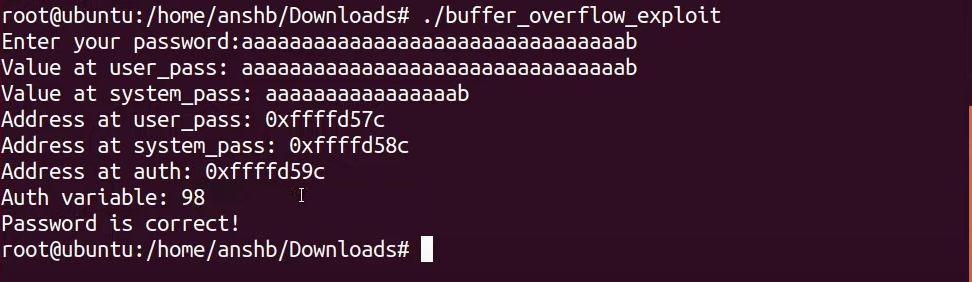 root@ubuntu:/home/anshb/Downloads# ./buffer_overflow_exploit
Enter your password:aaaaaaaaaaaaaaaaaaaaaaaaaaaaaaaab
Value at user_pass: aaaaaaaaaaaaaaaaaaaaaaaaaaaaaaaab
Value at system_pass: aaaaaaaaaaaaaaaab
Address at user_pass: 0xffffd57c
Address at system_pass: 0xffffd58c
Address at auth: 0xffffd59c
Auth variable: 98
Password is correct!
root@ubuntu:/home/anshb/Downloads#